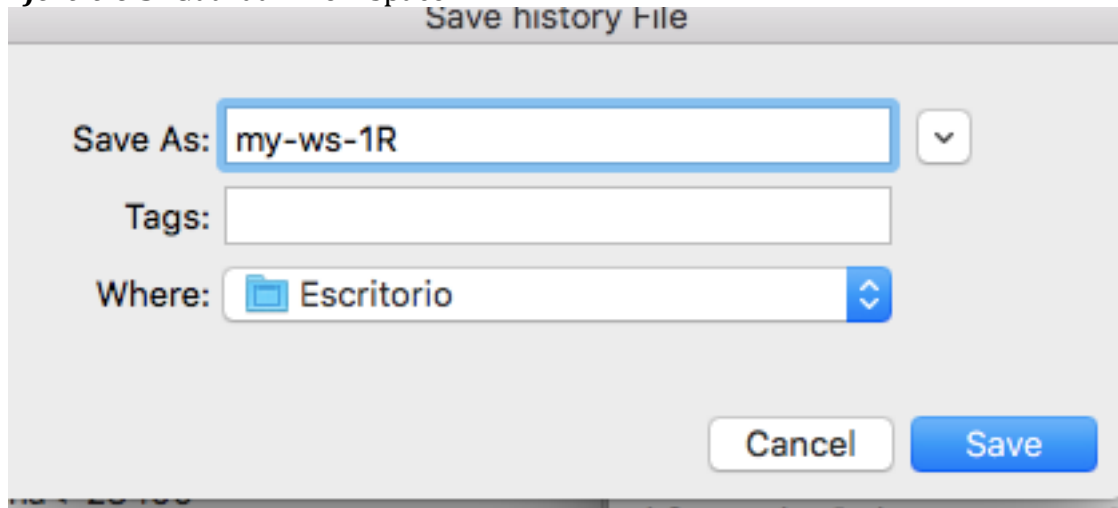 Save history File
Save As: my-ws-1R
Tags:
Where: Escritorio
Cancel Save